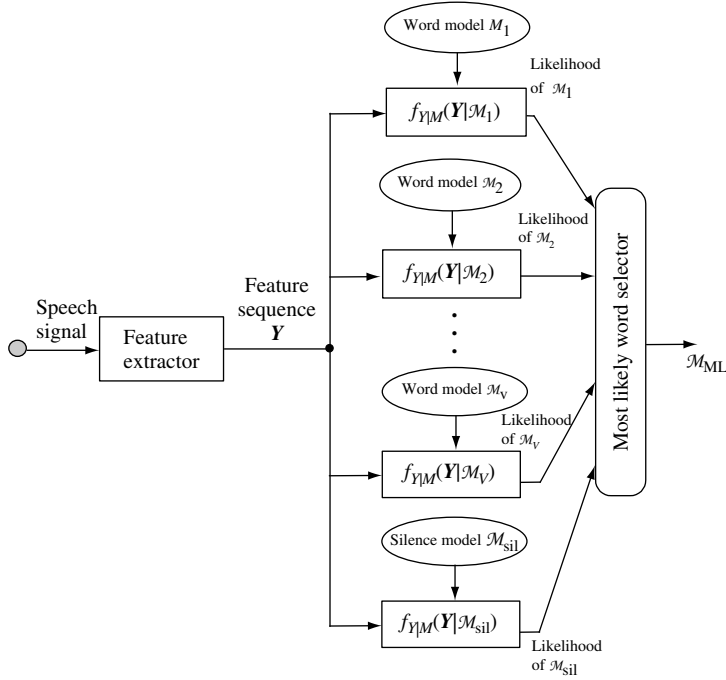 Word model M1
Likelihood
of ℳ1
fY|M(Y|ℳ1)
Word model ℳ2
Likelihood
of ℳ2
fY|M(Y|ℳ2)
Speech
signal
Feature
extractor
Feature
sequence
Y
Most likely word selector
ℳML
Word model ℳv
Likelihood
of ℳV
fY|M(Y|ℳV)
Silence model ℳsil
fY|M(Y|ℳsil)
Likelihood
of ℳsil